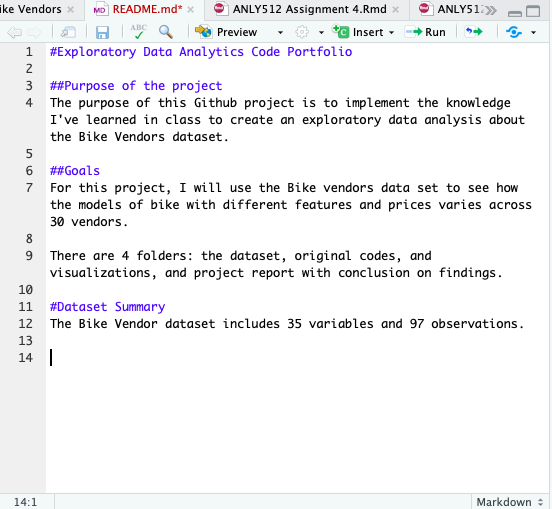 ke Vendors
README.md*
ANLY512 Assignment 4.Rmd
ANLY512
ABC
Preview
Insert
Run
1 #Exploratory Data Analytics Code Portfolio
2
3 ##Purpose of the project
4 The purpose of this Github project is to implement the knowledge
I've learned in class to create an exploratory data analysis about
the Bike Vendors dataset.
5
6 ##Goals
7 For this project, I will use the Bike vendors data set to see how
the models of bike with different features and prices varies across
30 vendors.
8
9 There are 4 folders: the dataset, original codes, and
visualizations, and project report with conclusion on findings.
10
11 #Dataset Summary
12 The Bike Vendor dataset includes 35 variables and 97 observations.
13
14
14:1
Markdown